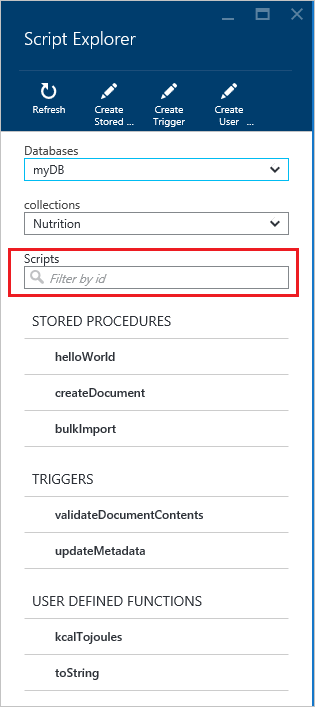 Script Explorer
Refresh
Create
Stored ...
Create
Trigger
Create
User ...
Databases
myDB
collections
Nutrition
Scripts
Filter by id
STORED PROCEDURES
helloWorld
createDocument
bulkImport
TRIGGERS
validateDocumentContents
updateMetadata
USER DEFINED FUNCTIONS
kcalTojoules
toString